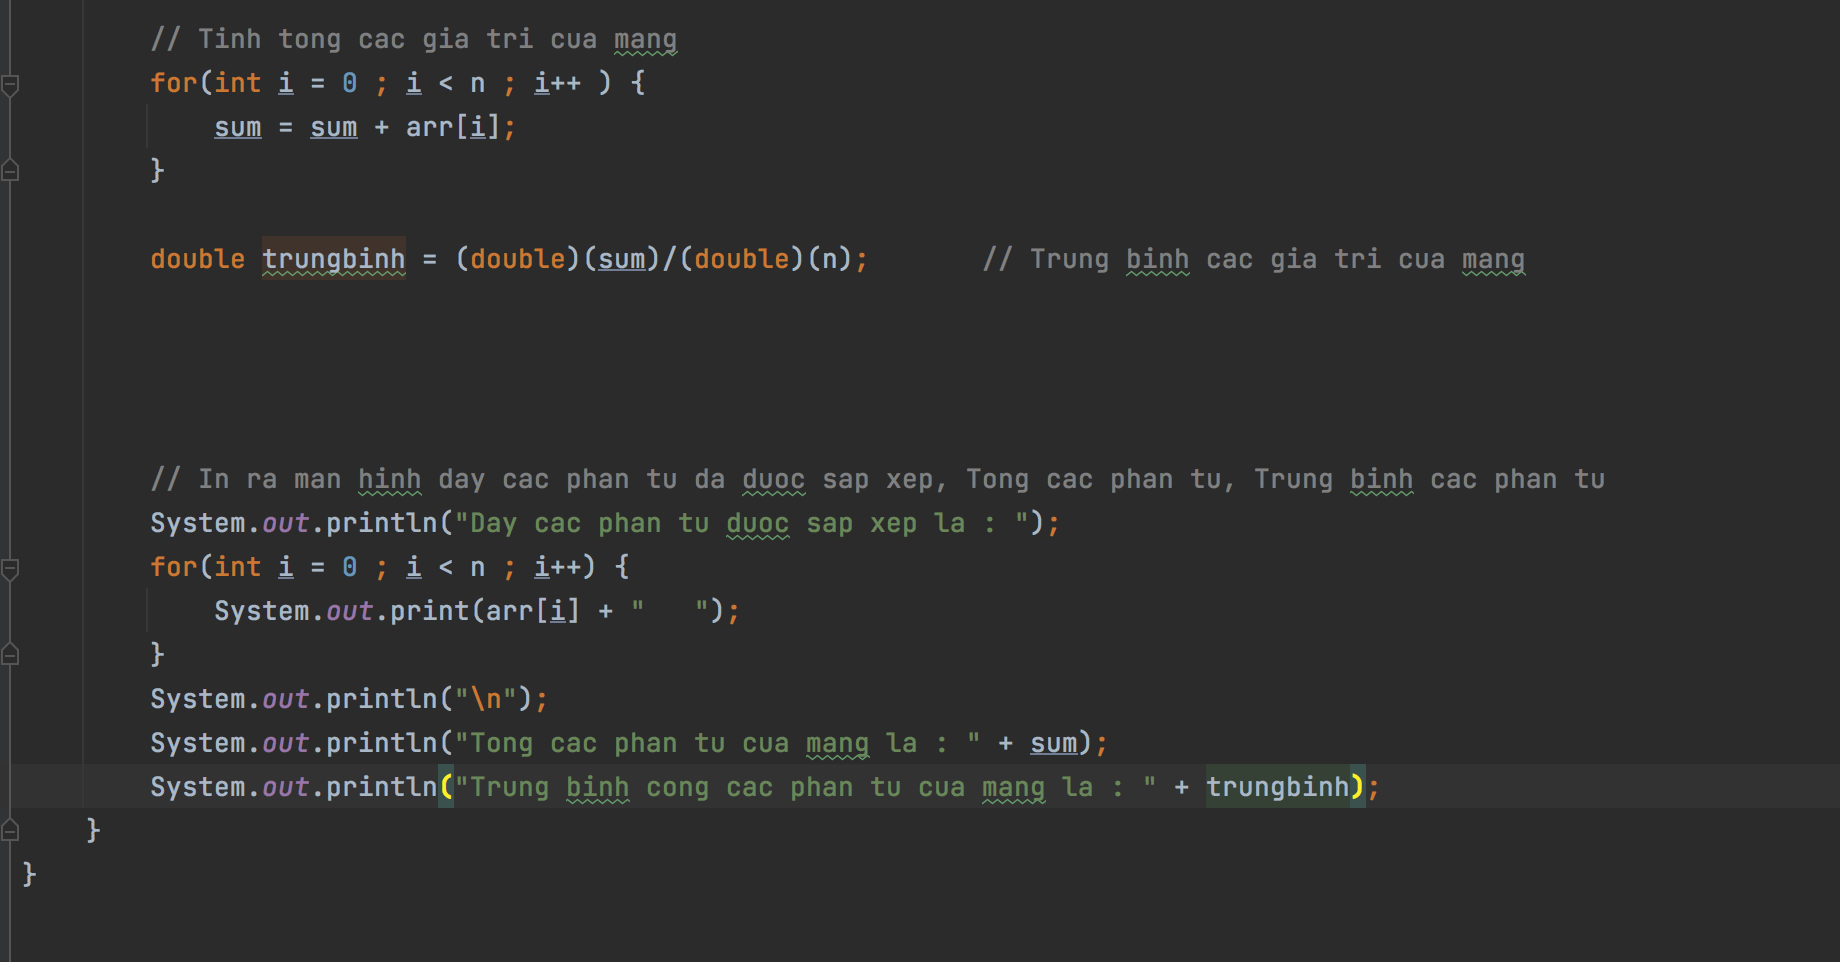 // Tinh tong cac gia tri cua mang
for(int i = 0 ; i < n ; i++ ) {
sum = sum + arr[i];
}
double trungbinh = (double)(sum)/(double)(n);       // Trung binh cac gia tri cua mang
// In ra man hinh day cac phan tu da duoc sap xep, Tong cac phan tu, Trung binh cac phan tu
System.out.println("Day cac phan tu duoc sap xep la : ");
for(int i = 0 ; i < n ; i++) {
System.out.print(arr[i] + "   ");
}
System.out.println("\n");
System.out.println("Tong cac phan tu cua mang la : " + sum);
System.out.println("Trung binh cong cac phan tu cua mang la : " + trungbinh);
}
}